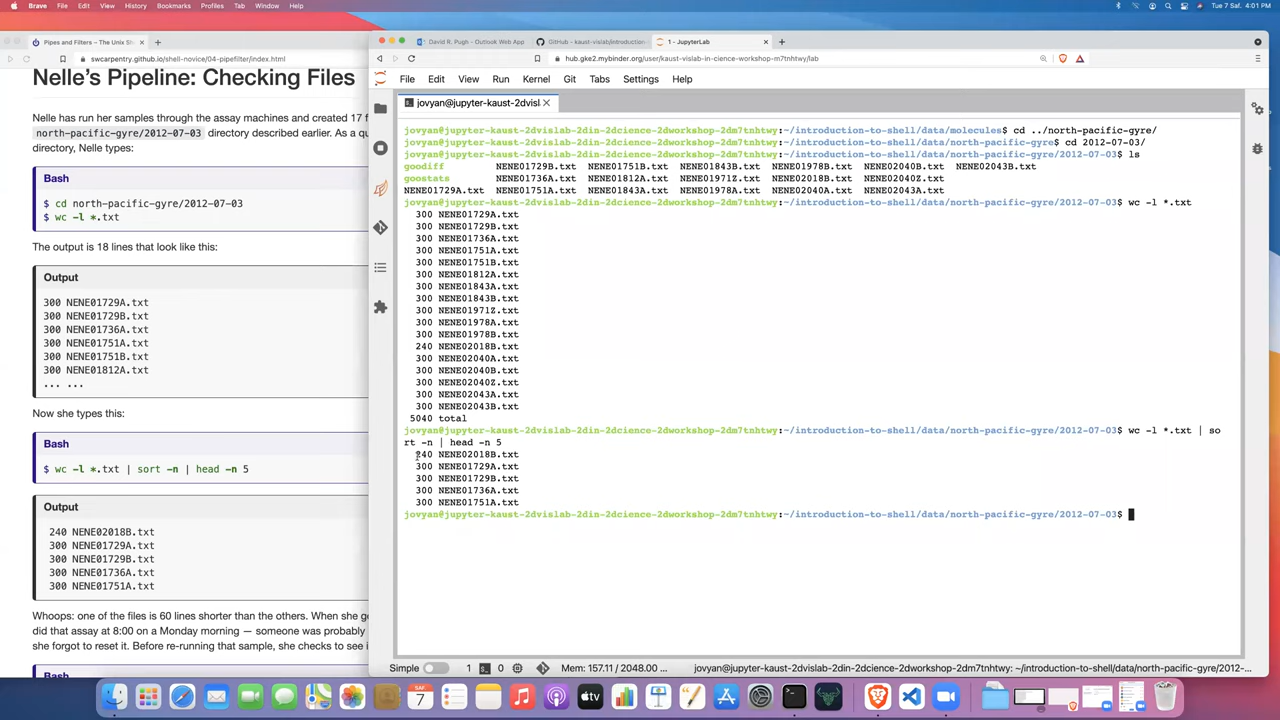 Brave File Edit View History Bookmarks Profiles Tab Window Help
Tue 7 Saf. 4:01 PM
Pipes and Filters – The Unix Sh
swcarpentry.github.io/shell-novice/04-pipefilter/index.html
Nelle's Pipeline: Checking Files
Nelle has run her samples through the assay machines and created 17 f
north-pacific-gyre/2012-07-03 directory described earlier. As a qu
directory, Nelle types:
Bash
$ cd north-pacific-gyre/2012-07-03
$ wc -l *.txt
The output is 18 lines that look like this:
Output
300 NENE01729A.txt
300 NENE01729B.txt
300 NENE01736A.txt
300 NENE01751A.txt
300 NENE01751B.txt
300 NENE01812A.txt
... ...
Now she types this:
Bash
$ wc -l *.txt | sort -n | head -n 5
Output
240 NENE02018B.txt
300 NENE01729A.txt
300 NENE01729B.txt
300 NENE01736A.txt
300 NENE01751A.txt
Whoops: one of the files is 60 lines shorter than the others. When she go
did that assay at 8:00 on a Monday morning — someone was probably
she forgot to reset it. Before re-running that sample, she checks to see i
Bash
David R. Pugh - Outlook Web App
GitHub - kaust-vislab/introduction-
1 - JupyterLab
hub.gke2.mybinder.org/user/kaust-vislab-in-cience-workshop-m7tnhtwy/lab
File Edit View Run Kernel Git Tabs Settings Help
jovyan@jupyter-kaust-2dvisl
jovyan@jupyter-kaust-2dvislab-2din-2dcience-2dworkshop-2dm7tnhtwy:~/introduction-to-shell/data/molecules$ cd ../north-pacific-gyre/
jovyan@jupyter-kaust-2dvislab-2din-2dcience-2dworkshop-2dm7tnhtwy:~/introduction-to-shell/data/north-pacific-gyre$ cd 2012-07-03/
jovyan@jupyter-kaust-2dvislab-2din-2dcience-2dworkshop-2dm7tnhtwy:~/introduction-to-shell/data/north-pacific-gyre/2012-07-03$ ls
goodiff NENE01729B.txt NENE01751B.txt NENE01843B.txt NENE01978B.txt NENE02040B.txt NENE02043B.txt
goostats NENE01736A.txt NENE01812A.txt NENE01971Z.txt NENE02018B.txt NENE02040Z.txt
NENE01729A.txt NENE01751A.txt NENE01843A.txt NENE01978A.txt NENE02040A.txt NENE02043A.txt
jovyan@jupyter-kaust-2dvislab-2din-2dcience-2dworkshop-2dm7tnhtwy:~/introduction-to-shell/data/north-pacific-gyre/2012-07-03$ wc -l *.txt
300 NENE01729A.txt
300 NENE01729B.txt
300 NENE01736A.txt
300 NENE01751A.txt
300 NENE01751B.txt
300 NENE01812A.txt
300 NENE01843A.txt
300 NENE01843B.txt
300 NENE01971Z.txt
300 NENE01978A.txt
300 NENE01978B.txt
240 NENE02018B.txt
300 NENE02040A.txt
300 NENE02040B.txt
300 NENE02040Z.txt
300 NENE02043A.txt
300 NENE02043B.txt
5040 total
jovyan@jupyter-kaust-2dvislab-2din-2dcience-2dworkshop-2dm7tnhtwy:~/introduction-to-shell/data/north-pacific-gyre/2012-07-03$ wc -l *.txt | so
rt -n | head -n 5
240 NENE02018B.txt
300 NENE01729A.txt
300 NENE01729B.txt
300 NENE01736A.txt
300 NENE01751A.txt
jovyan@jupyter-kaust-2dvislab-2din-2dcience-2dworkshop-2dm7tnhtwy:~/introduction-to-shell/data/north-pacific-gyre/2012-07-03$
Simple 1 0 Mem: 157.11 / 2048.00 ... jovyan@jupyter-kaust-2dvislab-2din-2dcience-2dworkshop-2dm7tnhtwy: ~/introduction-to-shell/data/north-pacific-gyre/2012-...